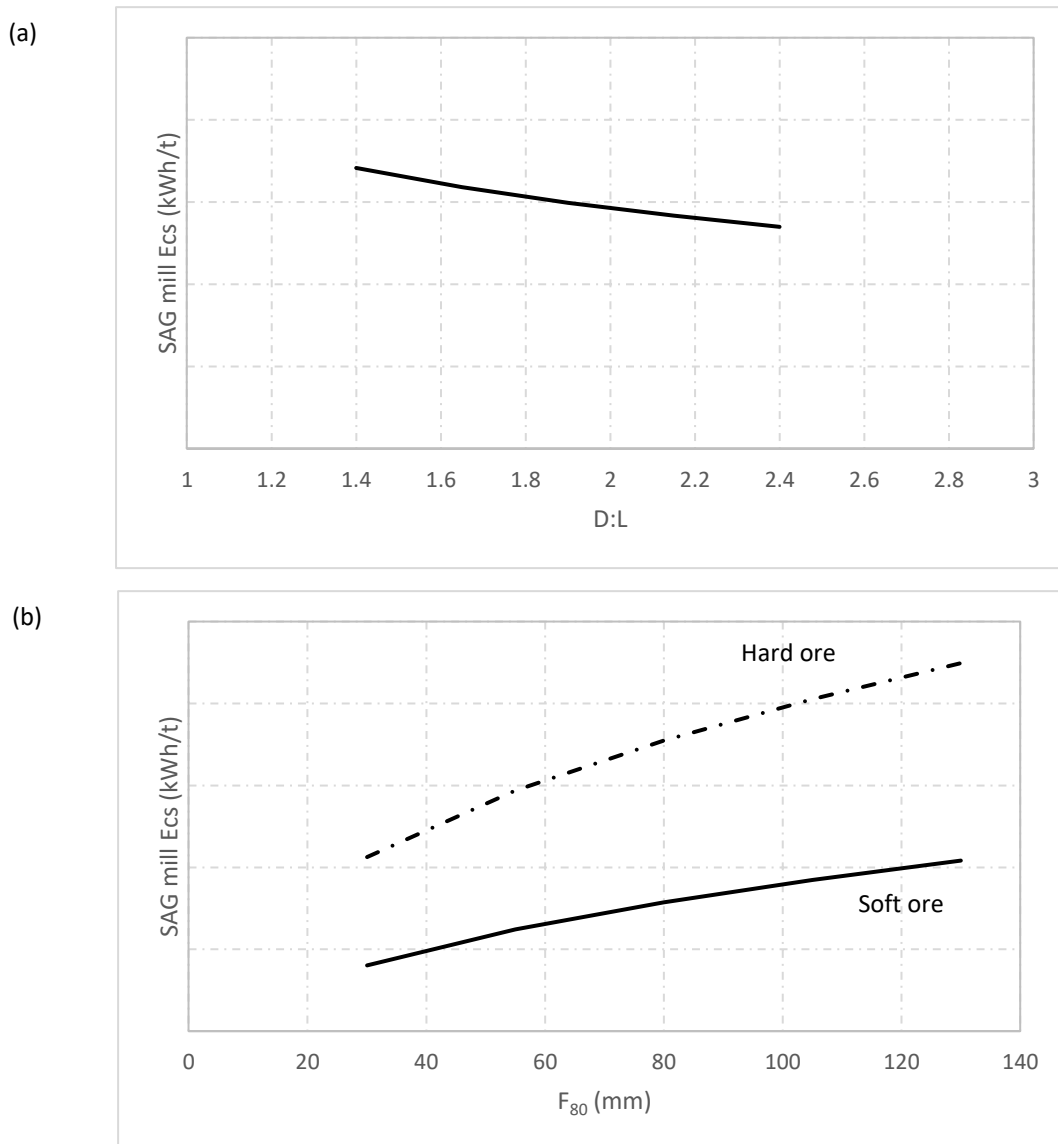 (a)
SAG mill Ecs (kWh/t)
1 1.2 1.4 1.6 1.8 2 2.2 2.4 2.6 2.8 3
D:L
(b)
SAG mill Ecs (kWh/t)
Hard ore
Soft ore
0 20 40 60 80 100 120 140
F₈₀ (mm)